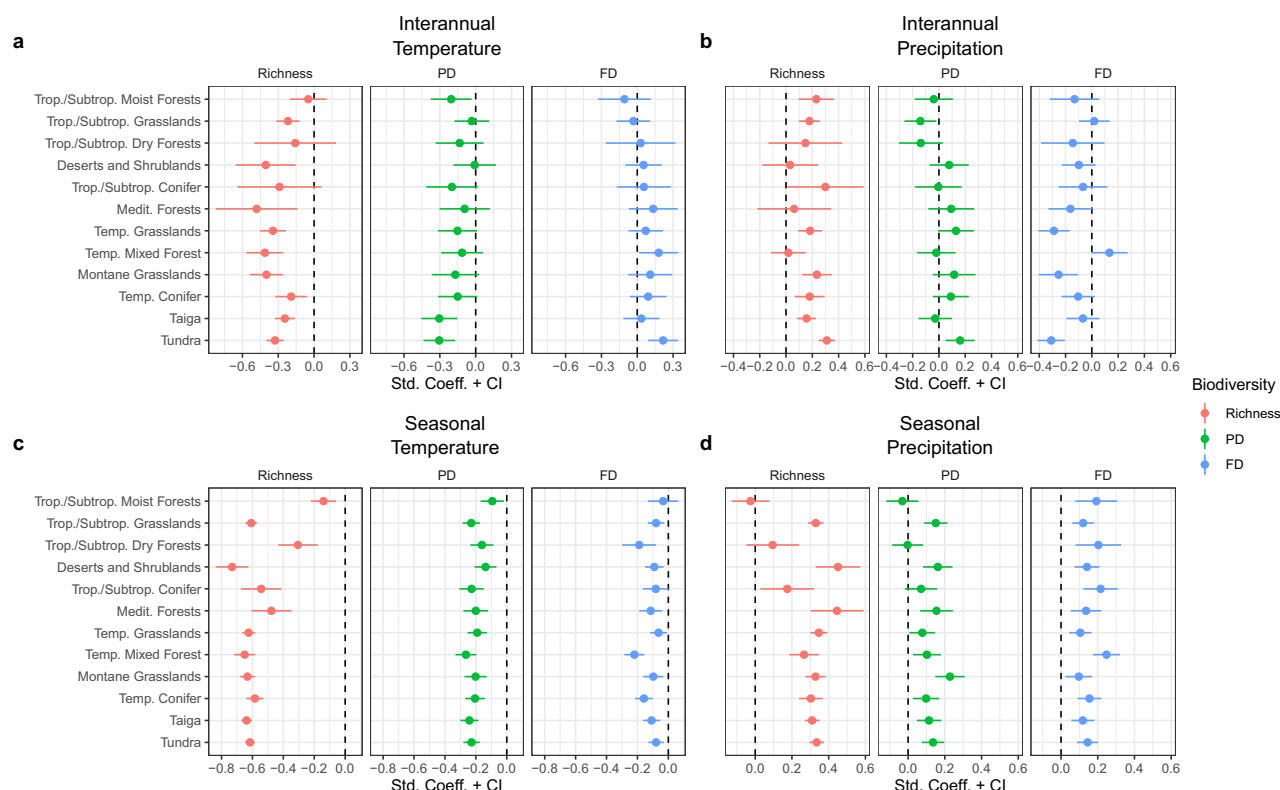 a
Interannual
Temperature
Richness
PD
FD
Trop./Subtrop. Moist Forests
Trop./Subtrop. Grasslands
Trop./Subtrop. Dry Forests
Deserts and Shrublands
Trop./Subtrop. Conifer
Medit. Forests
Temp. Grasslands
Temp. Mixed Forest
Montane Grasslands
Temp. Conifer
Taiga
Tundra
−0.6 −0.3 0.0 0.3
−0.6 −0.3 0.0 0.3
−0.6 −0.3 0.0 0.3
Std. Coeff. + CI
b
Interannual
Precipitation
Richness
PD
FD
−0.4 −0.2 0.0 0.2 0.4 0.6
−0.4 −0.2 0.0 0.2 0.4 0.6
−0.4 −0.2 0.0 0.2 0.4 0.6
Std. Coeff. + CI
Biodiversity
Richness
PD
FD
c
Seasonal
Temperature
Richness
PD
FD
Trop./Subtrop. Moist Forests
Trop./Subtrop. Grasslands
Trop./Subtrop. Dry Forests
Deserts and Shrublands
Trop./Subtrop. Conifer
Medit. Forests
Temp. Grasslands
Temp. Mixed Forest
Montane Grasslands
Temp. Conifer
Taiga
Tundra
−0.8 −0.6 −0.4 −0.2 0.0
−0.8 −0.6 −0.4 −0.2 0.0
−0.8 −0.6 −0.4 −0.2 0.0
Std. Coeff. + CI
d
Seasonal
Precipitation
Richness
PD
FD
0.0 0.2 0.4 0.6
0.0 0.2 0.4 0.6
0.0 0.2 0.4 0.6
Std. Coeff. + CI